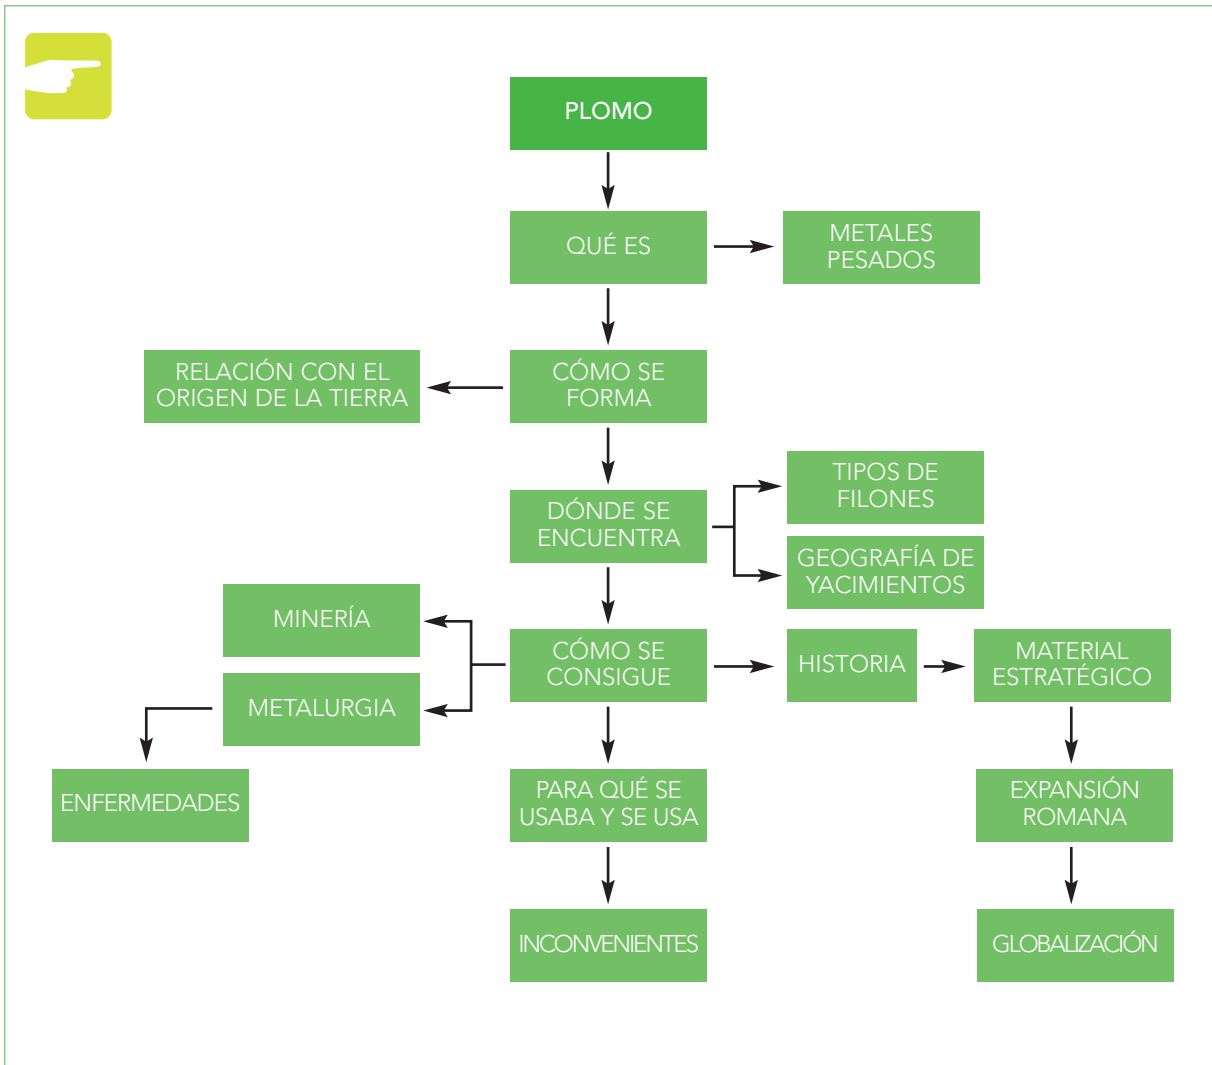 PLOMO
QUÉ ES
METALES
PESADOS
RELACIÓN CON EL
ORIGEN DE LA TIERRA
CÓMO SE
FORMA
TIPOS DE
FILONES
DÓNDE SE
ENCUENTRA
GEOGRAFÍA DE
YACIMIENTOS
MINERÍA
CÓMO SE
CONSIGUE
HISTORIA
MATERIAL
ESTRATÉGICO
METALURGIA
ENFERMEDADES
PARA QUÉ SE
USABA Y SE USA
EXPANSIÓN
ROMANA
INCONVENIENTES
GLOBALIZACIÓN